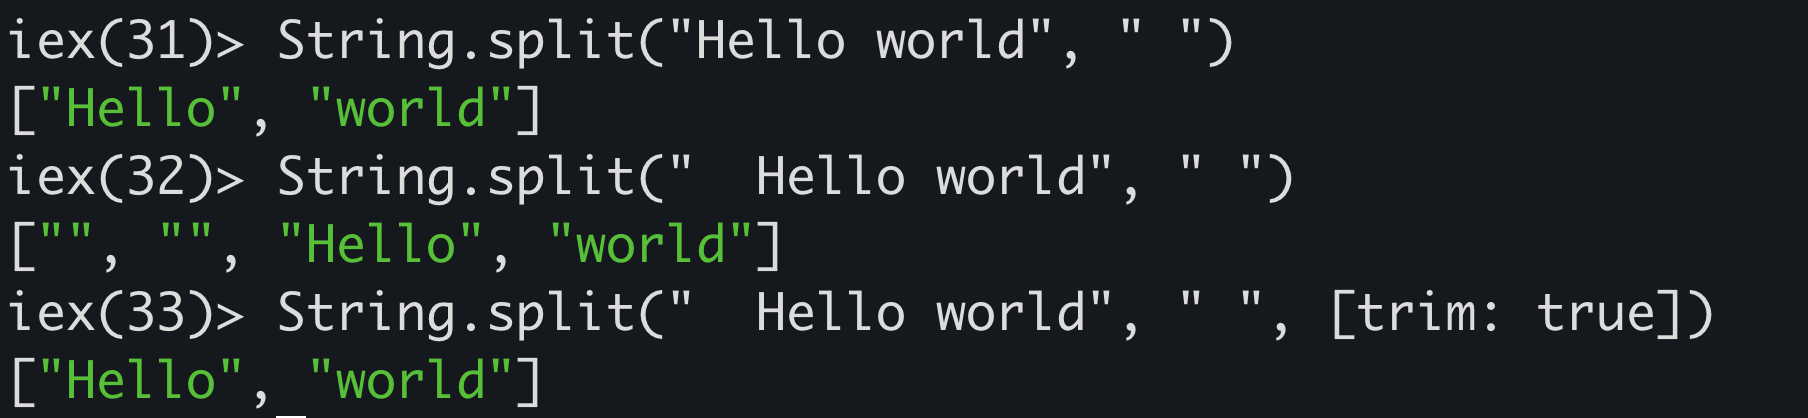 iex(31)> String.split("Hello world", " ")
["Hello", "world"]
iex(32)> String.split("  Hello world", " ")
["", "", "Hello", "world"]
iex(33)> String.split("  Hello world", " ", [trim: true])
["Hello", "world"]